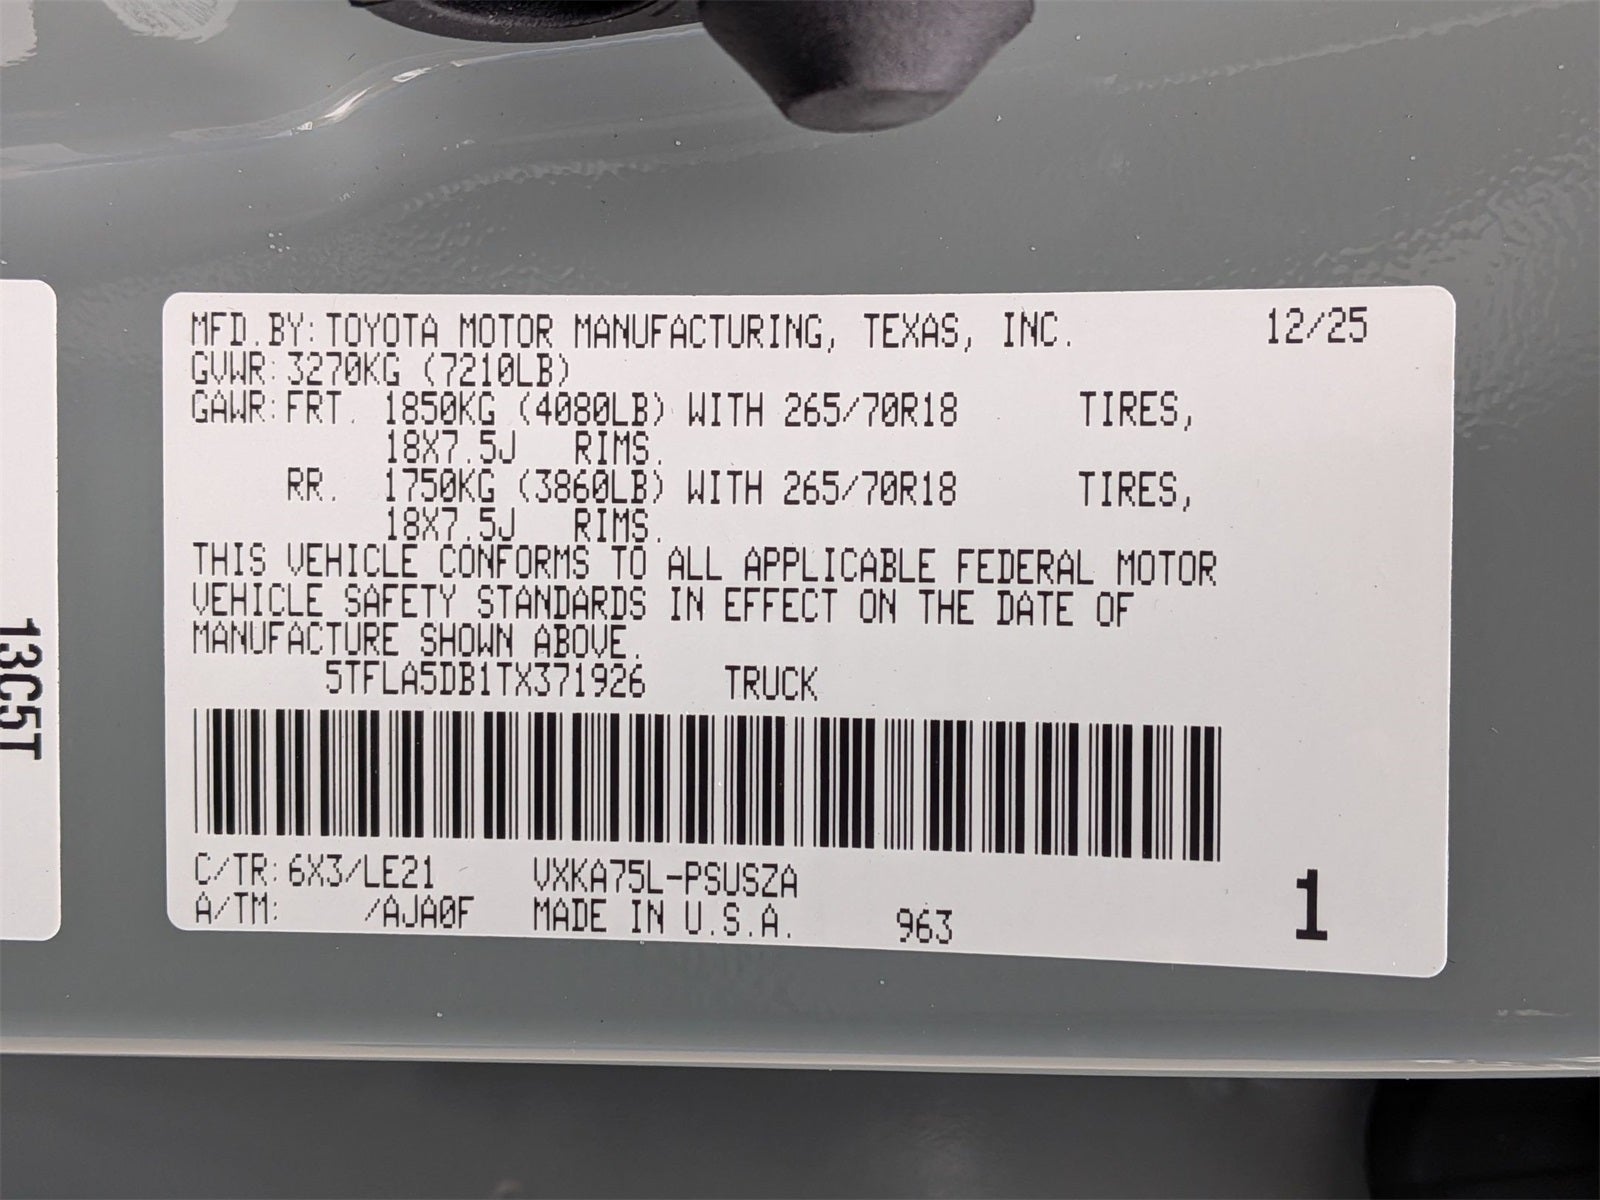 MFD.BY:TOYOTA MOTOR MANUFACTURING, TEXAS, INC. 12/25
GVWR:3270KG (7210LB)
GAWR:FRT. 1850KG (4080LB) WITH 265/70R18 TIRES,
18X7.5J RIMS.
RR. 1750KG (3860LB) WITH 265/70R18 TIRES,
18X7.5J RIMS.
THIS VEHICLE CONFORMS TO ALL APPLICABLE FEDERAL MOTOR
VEHICLE SAFETY STANDARDS IN EFFECT ON THE DATE OF
MANUFACTURE SHOWN ABOVE.
5TFLA5DB1TX371926 TRUCK
C/TR:6X3/LE21 VXKA75L-PSUSZA
A/TM: /AJA0F MADE IN U.S.A. 963
1
13C5T